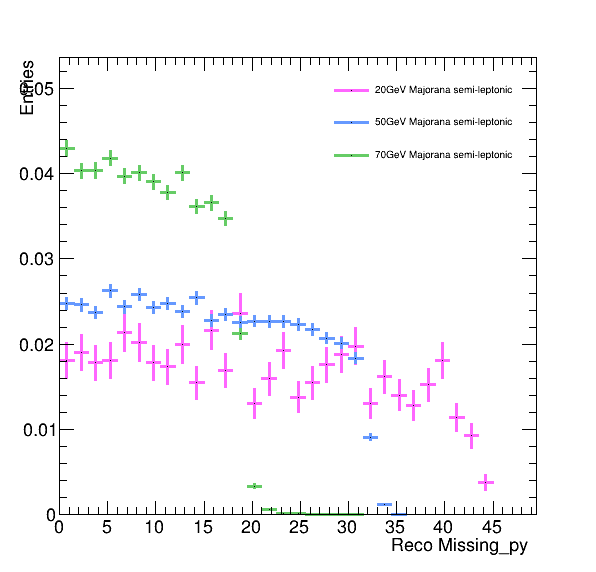 Entries
0.05
20GeV Majorana semi-leptonic
50GeV Majorana semi-leptonic
70GeV Majorana semi-leptonic
0.04
0.03
0.02
0.01
0
0 5 10 15 20 25 30 35 40 45
Reco Missing_py